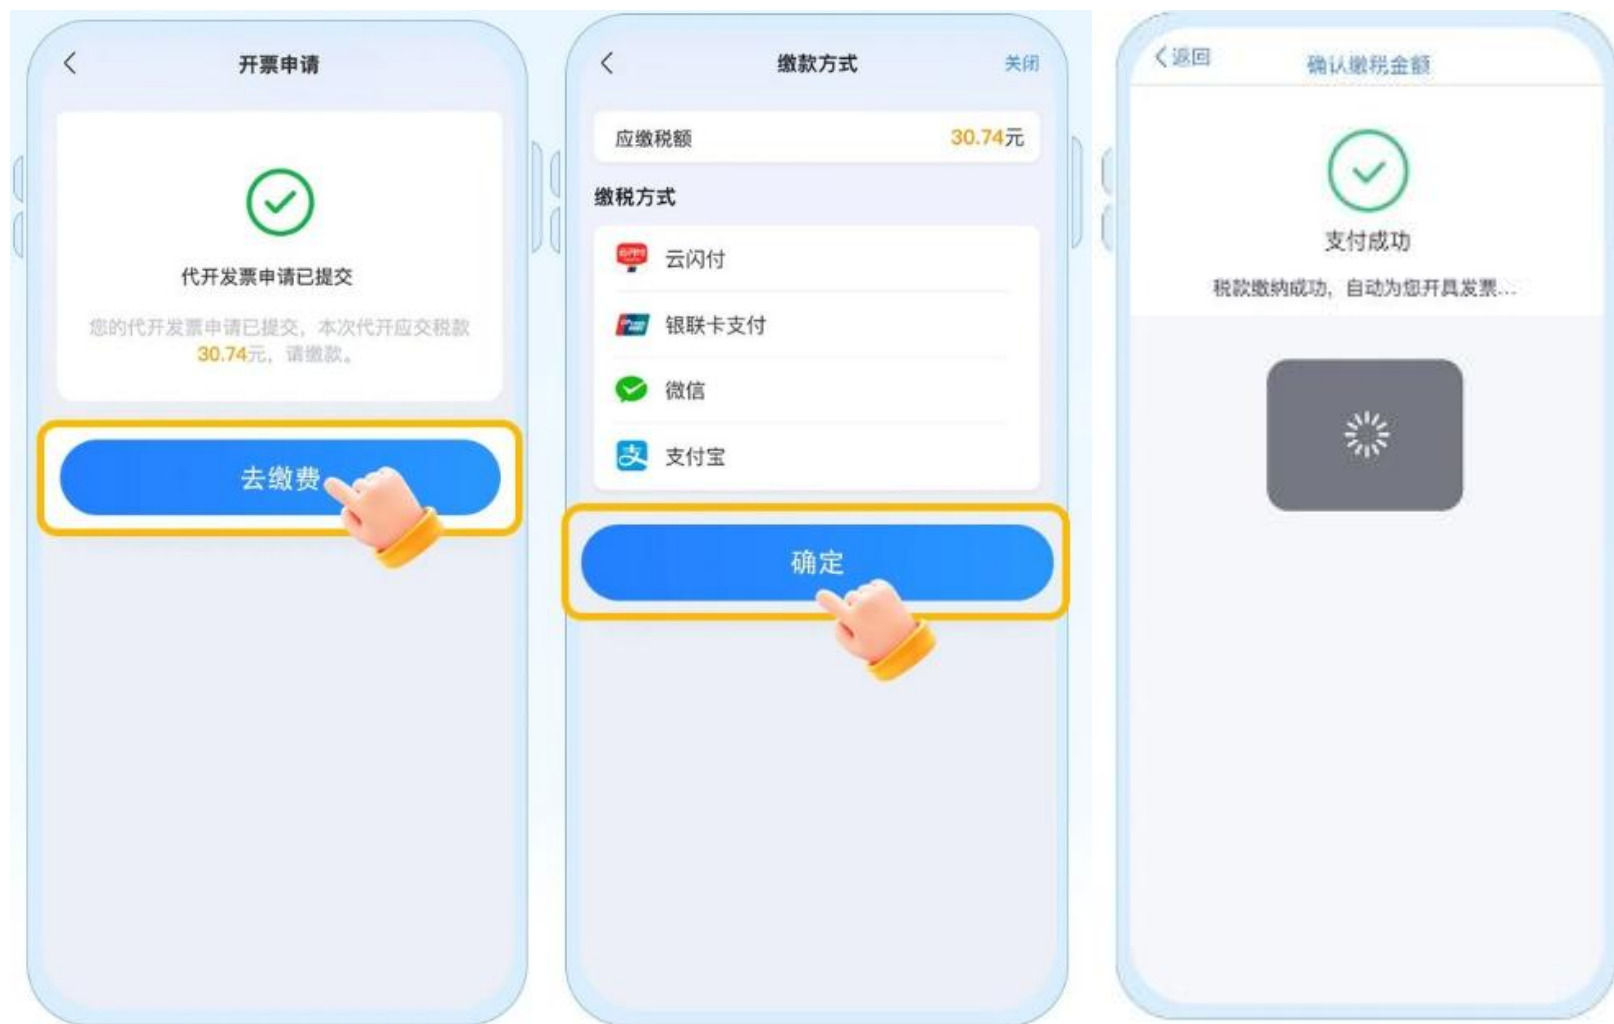 开票申请
代开发票申请已提交
您的代开发票申请已提交，本次代开应交税款
30.74元，请缴款。
去缴费
缴款方式
关闭
应缴税额
30.74元
缴税方式
云闪付
银联卡支付
微信
支付宝
确定
返回
确认缴税金额
支付成功
税款缴纳成功，自动为您开具发票...